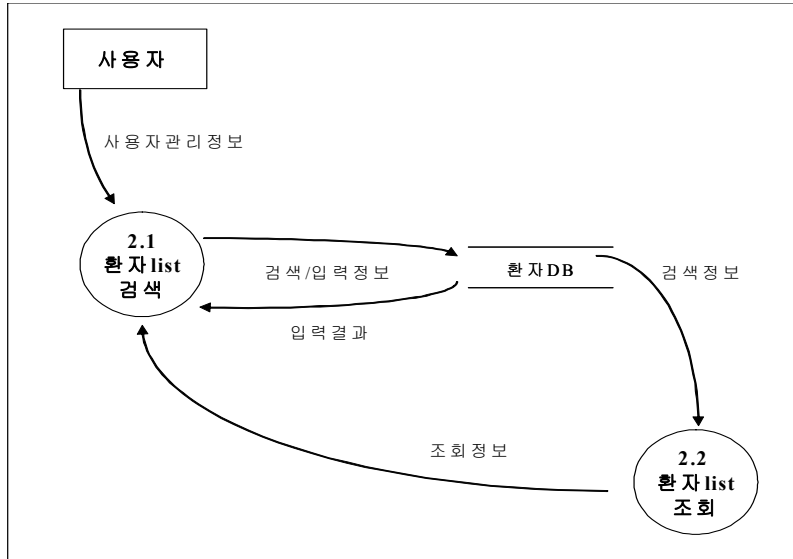 사용자
사용자관리정보
2.1
환자list
검색
검색/입력정보
입력결과
환자DB
검색정보
조회정보
2.2
환자list
조회